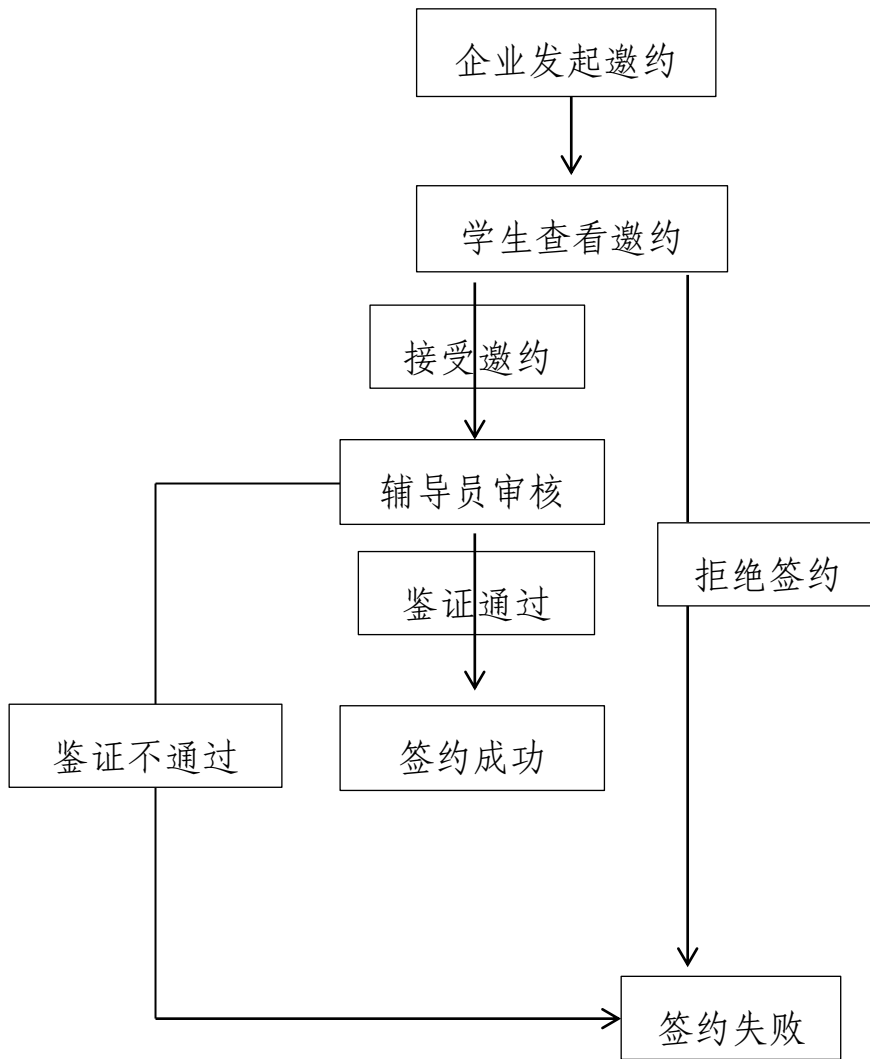 企业发起邀约
学生查看邀约
接受邀约
辅导员审核
拒绝签约
鉴证通过
鉴证不通过
签约成功
签约失败